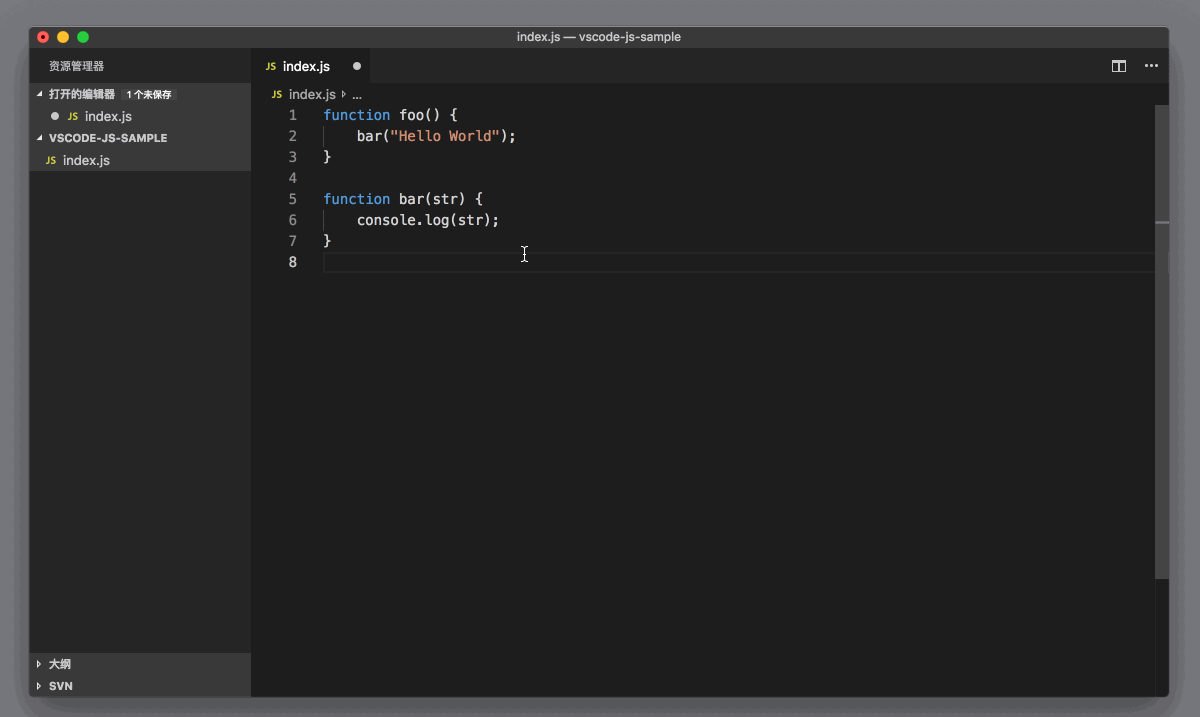 index.js — vscode-js-sample
资源管理器
打开的编辑器 1 个未保存
JS index.js
VSCODE-JS-SAMPLE
JS index.js
大纲
SVN
JS index.js
JS index.js ...
1 function foo() {
2 bar("Hello World");
3 }
4
5 function bar(str) {
6 console.log(str);
7 }
8